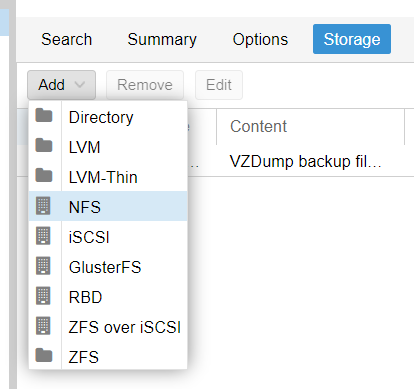 Search Summary Options Storage
Add Remove Edit
Content
Directory
LVM
VZDump backup fil...
LVM-Thin
NFS
iSCSI
GlusterFS
RBD
ZFS over iSCSI
ZFS